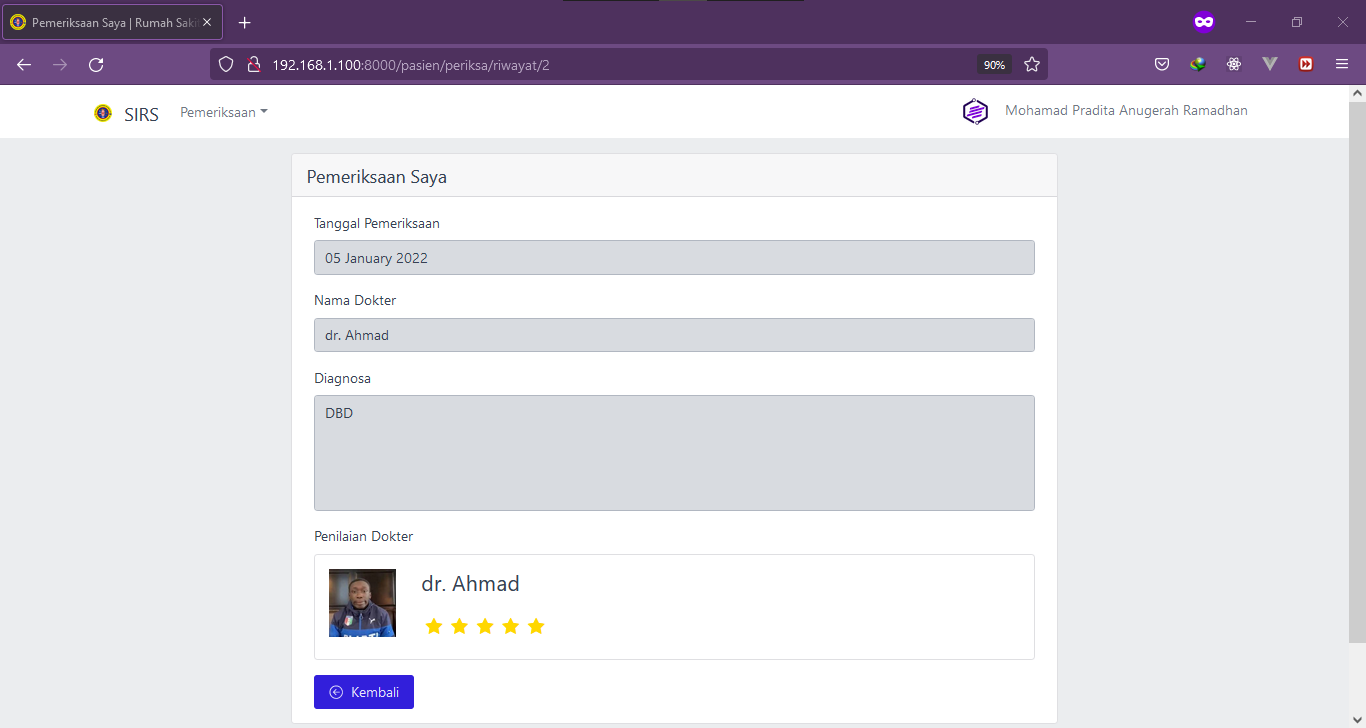 Pemeriksaan Saya | Rumah Saki
192.168.1.100:8000/pasien/periksa/riwayat/2
90%
SIRS
Pemeriksaan
Mohamad Pradita Anugerah Ramadhan
Pemeriksaan Saya
Tanggal Pemeriksaan
05 January 2022
Nama Dokter
dr. Ahmad
Diagnosa
DBD
Penilaian Dokter
dr. Ahmad
Kembali